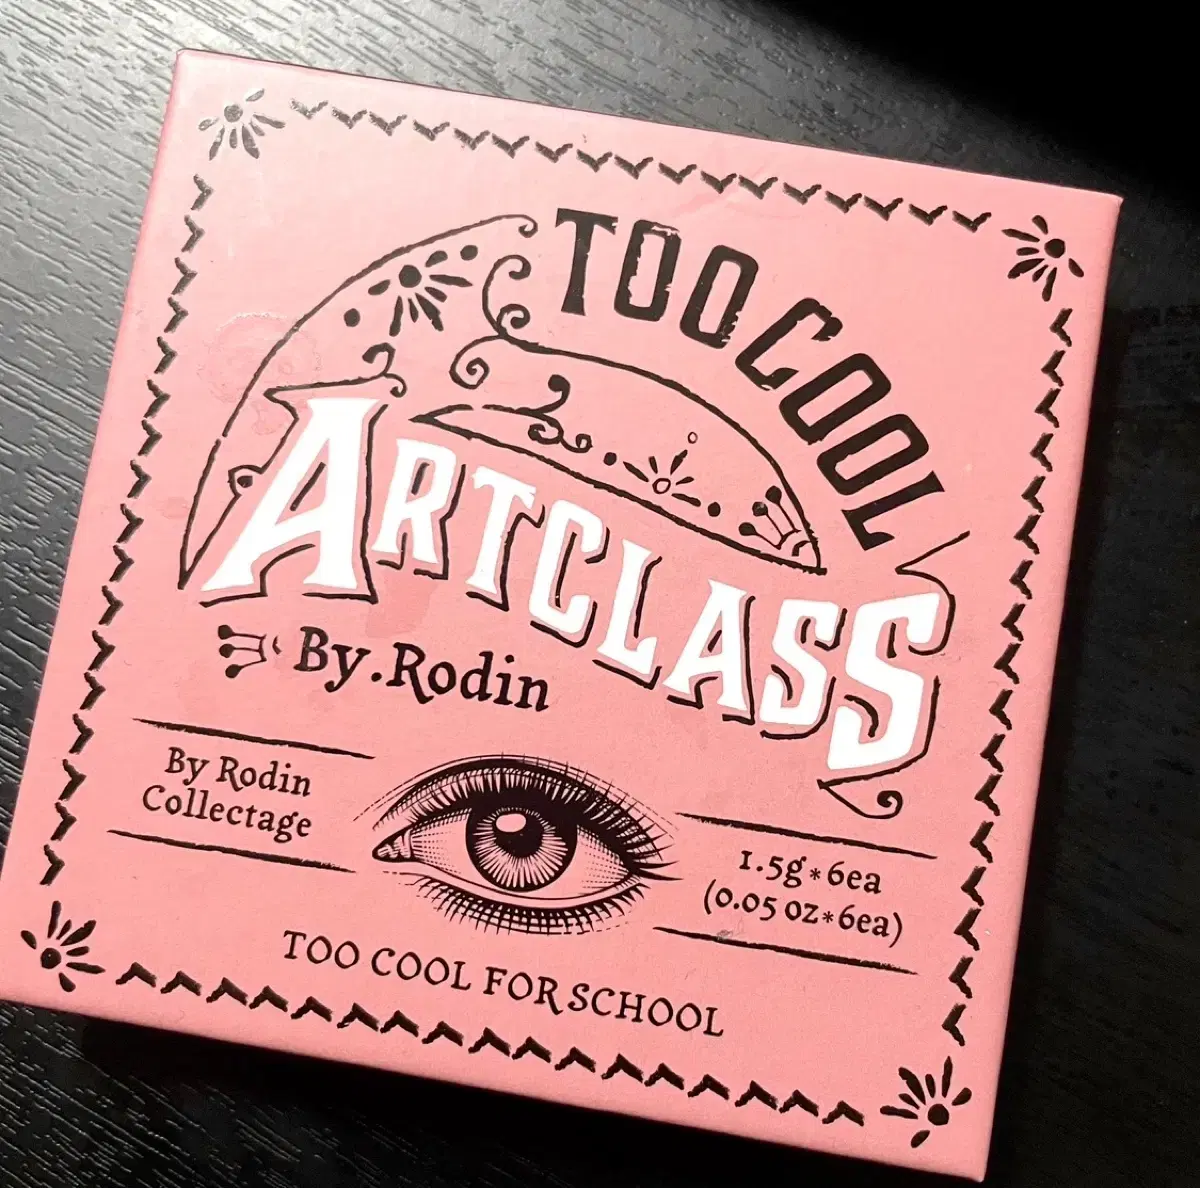 TOO COOL
ARTCLASS
By.Rodin
By Rodin
Collectage
1.5g*6ea
(0.05 oz*6ea)
TOO COOL FOR SCHOOL